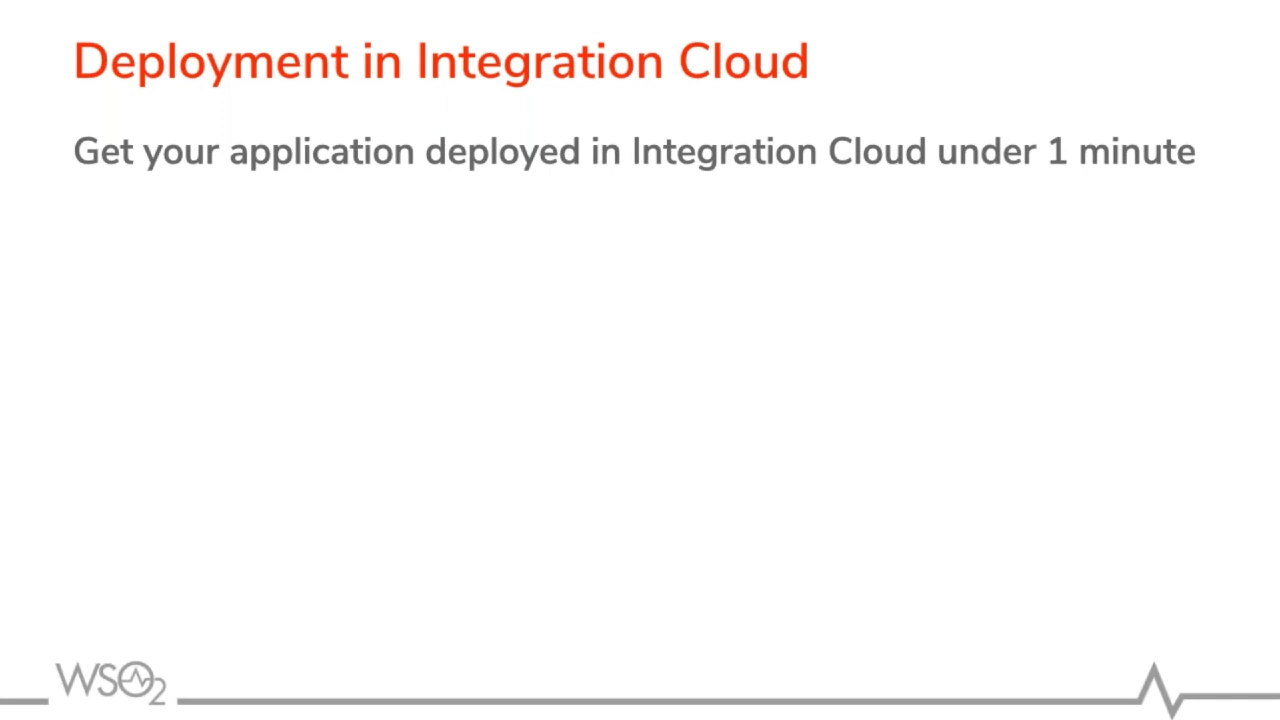 Deployment in Integration Cloud
Get your application deployed in Integration Cloud under 1 minute
WSO2